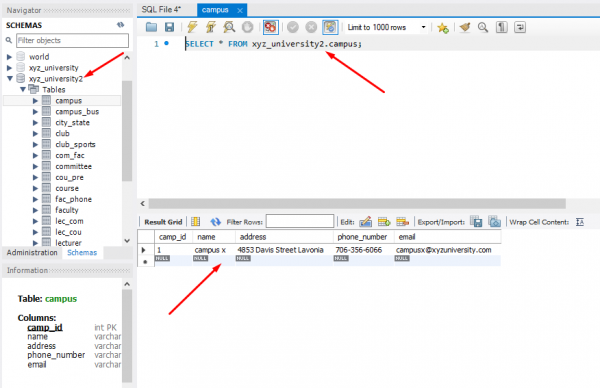 Navigator
SCHEMAS
Filter objects
world
xyz_university
xyz_university2
Tables
campus
campus_bus
city_state
club
club_sports
com_fac
committee
cou_pre
course
fac_phone
faculty
lec_com
lec_cou
lecturer
Administration Schemas
Information
Table: campus
Columns:
camp_id int PK
name varchar
address varchar
phone_number varchar
email varchar
SQL File 4* campus
Limit to 1000 rows
1 SELECT * FROM xyz_university2.campus;
Result Grid Filter Rows: Edit: Export/Import: Wrap Cell Content:
camp_id name address phone_number email
1 campus x 4853 Davis Street Lavonia 706-356-6066 campusx@xyzuniversity.com
NULL NULL NULL NULL NULL